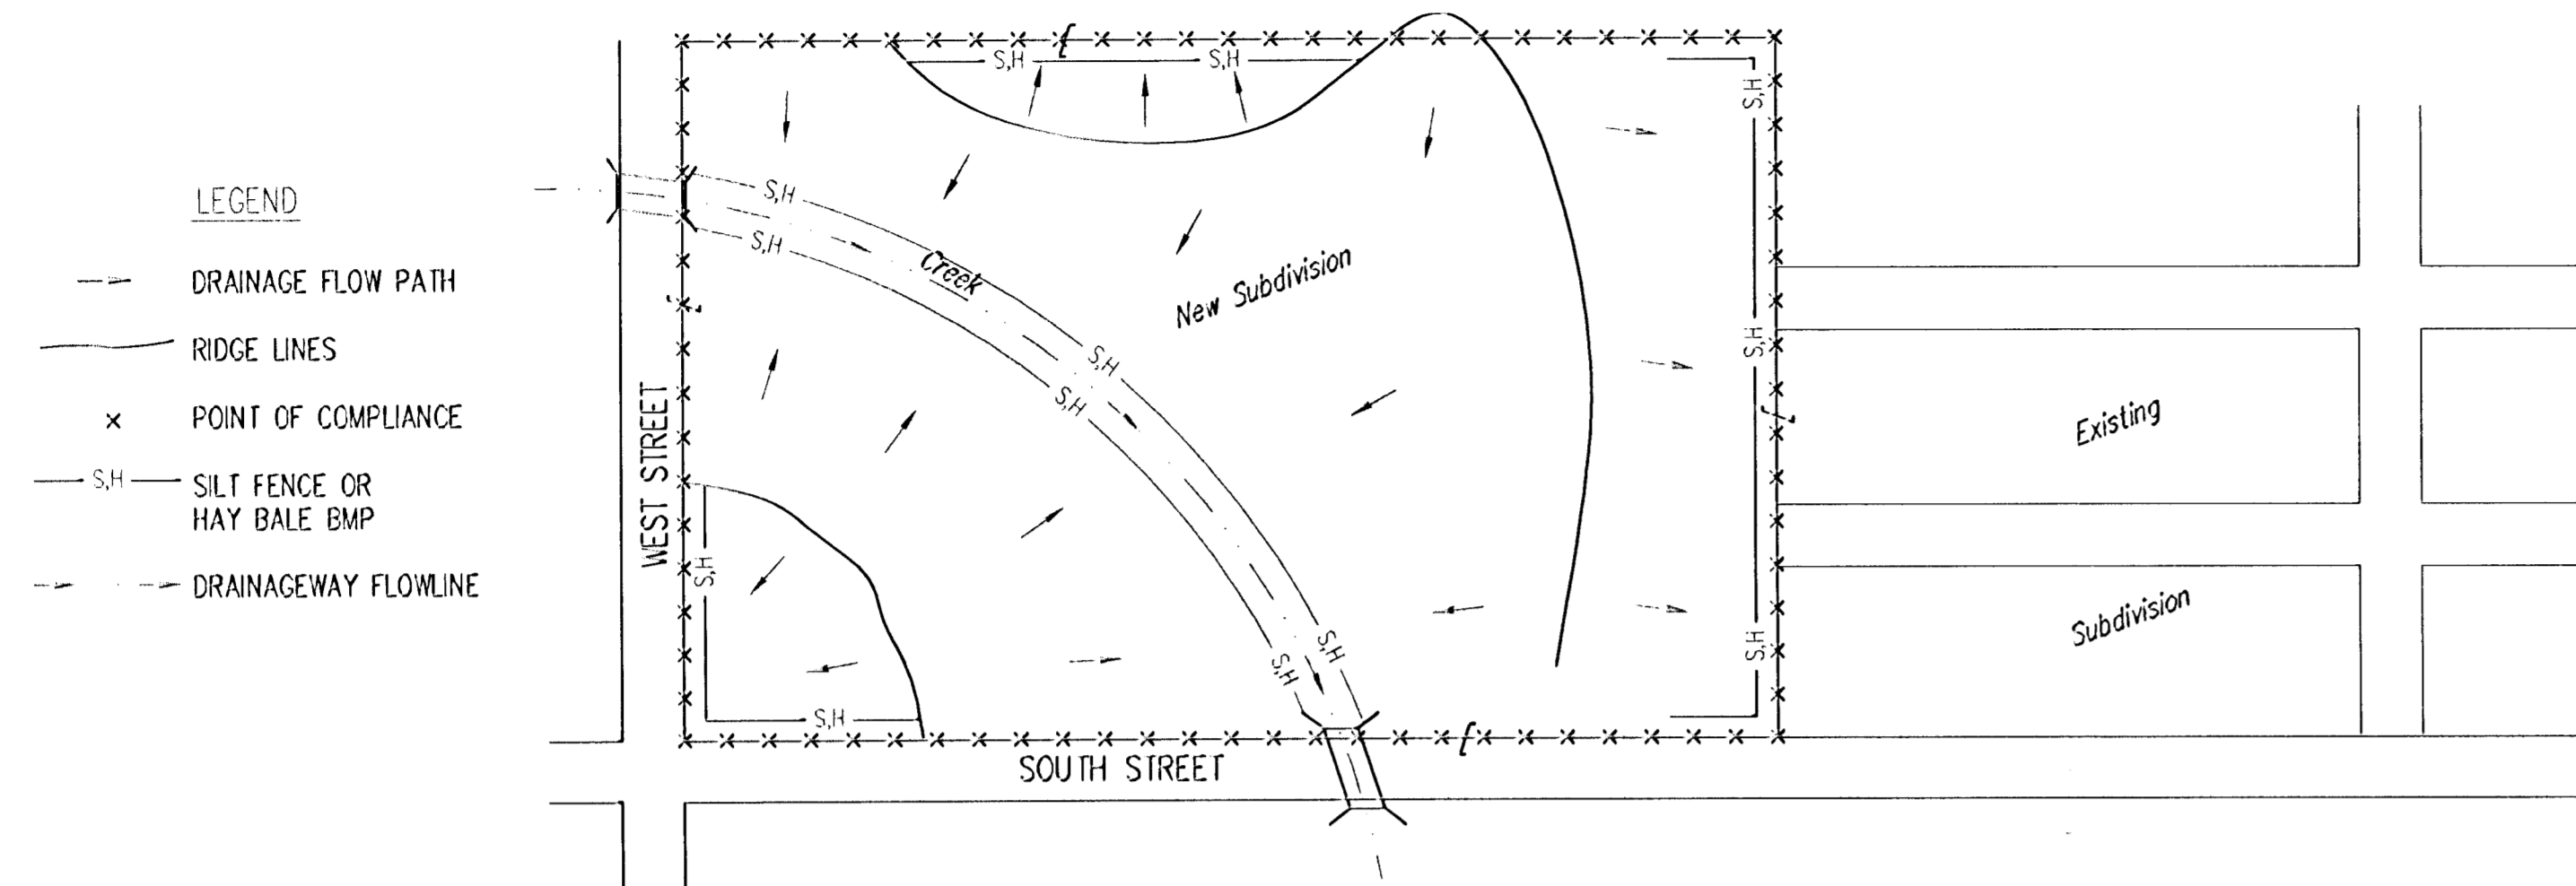 LEGEND
DRAINAGE FLOW PATH
RIDGE LINES
x POINT OF COMPLIANCE
S,H SILT FENCE OR
HAY BALE BMP
DRAINAGEWAY FLOWLINE
S,H
S,H
S,H
S,H
S,H
Creek
New Subdivision
S,H
S,H
S,H
WEST STREET
Existing
S,H
Subdivision
S,H
S,H
S,H
S,H
SOUTH STREET